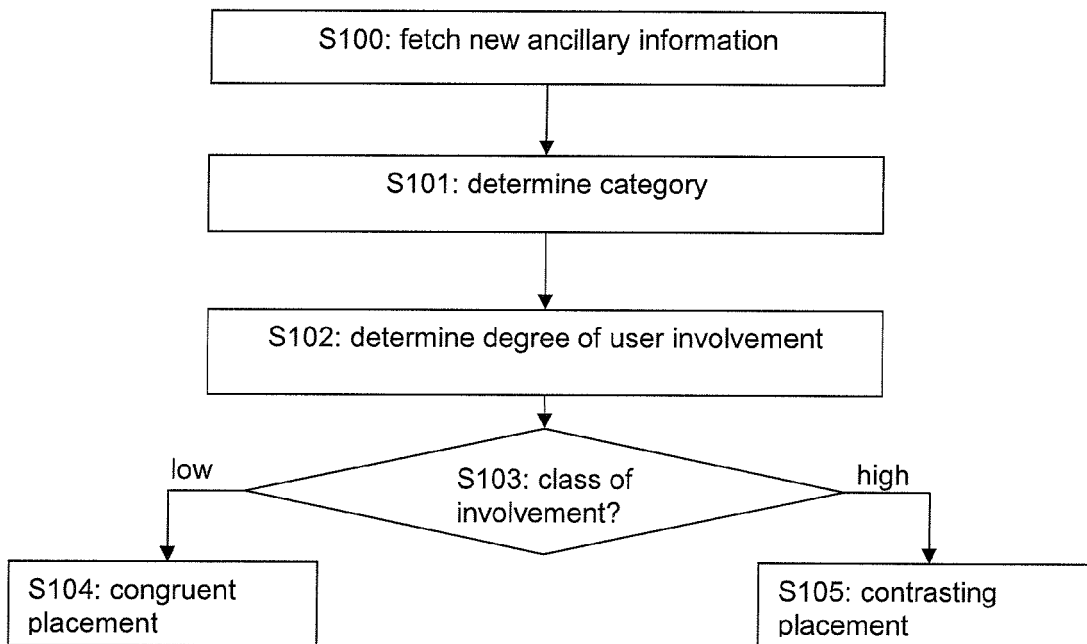 S100: fetch new ancillary information
S101: determine category
S102: determine degree of user involvement
low
S103: class of
involvement?
high
S104: congruent
placement
S105: contrasting
placement